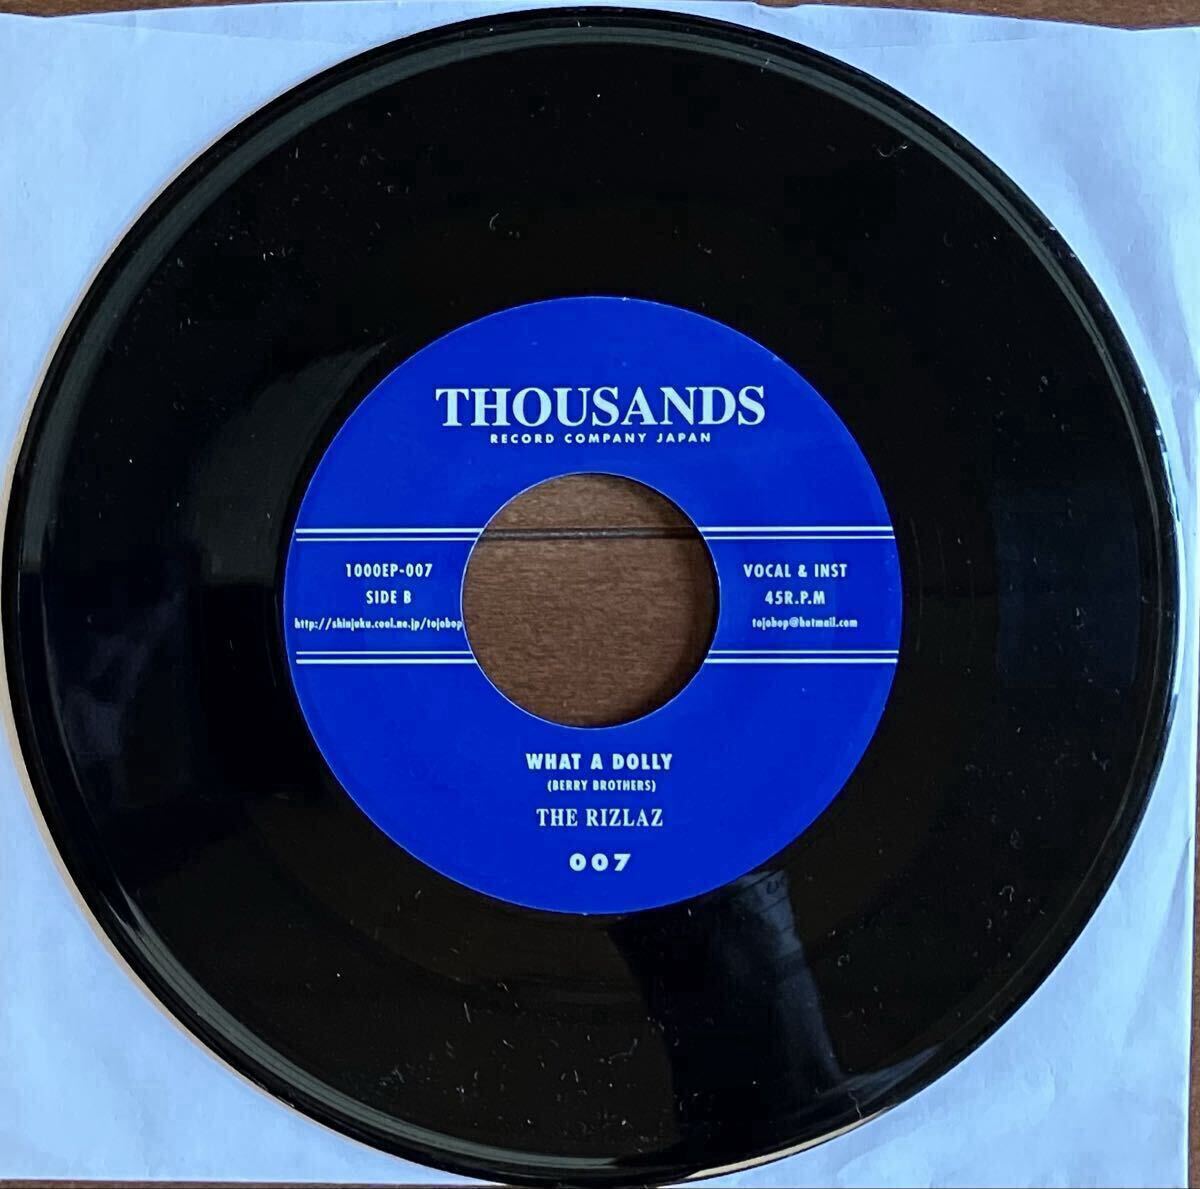 THOUSANDS
RECORD COMPANY JAPAN
1000EP-007
SIDE B
http://shinjuku.cool.ne.jp/tojobop
VOCAL & INST
45R.P.M
tojobop@hotmail.com
WHAT A DOLLY
(BERRY BROTHERS)
THE RIZLAZ
007